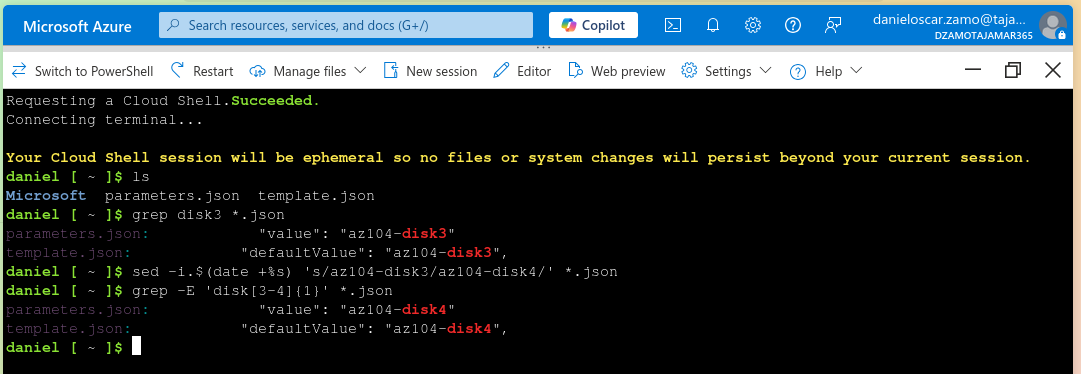 Microsoft Azure
Search resources, services, and docs (G+/)
Copilot
danieloscar.zamo@taja...
DZAMOTAJAMAR365
Switch to PowerShell
Restart
Manage files
New session
Editor
Web preview
Settings
Help
Requesting a Cloud Shell.Succeeded.
Connecting terminal...
Your Cloud Shell session will be ephemeral so no files or system changes will persist beyond your current session.
daniel [ ~ ]$ ls
Microsoft  parameters.json  template.json
daniel [ ~ ]$ grep disk3 *.json
parameters.json:            "value": "az104-disk3"
template.json:            "defaultValue": "az104-disk3",
daniel [ ~ ]$ sed -i.$(date +%s) 's/az104-disk3/az104-disk4/' *.json
daniel [ ~ ]$ grep -E 'disk[3-4]{1}' *.json
parameters.json:            "value": "az104-disk4"
template.json:            "defaultValue": "az104-disk4",
daniel [ ~ ]$